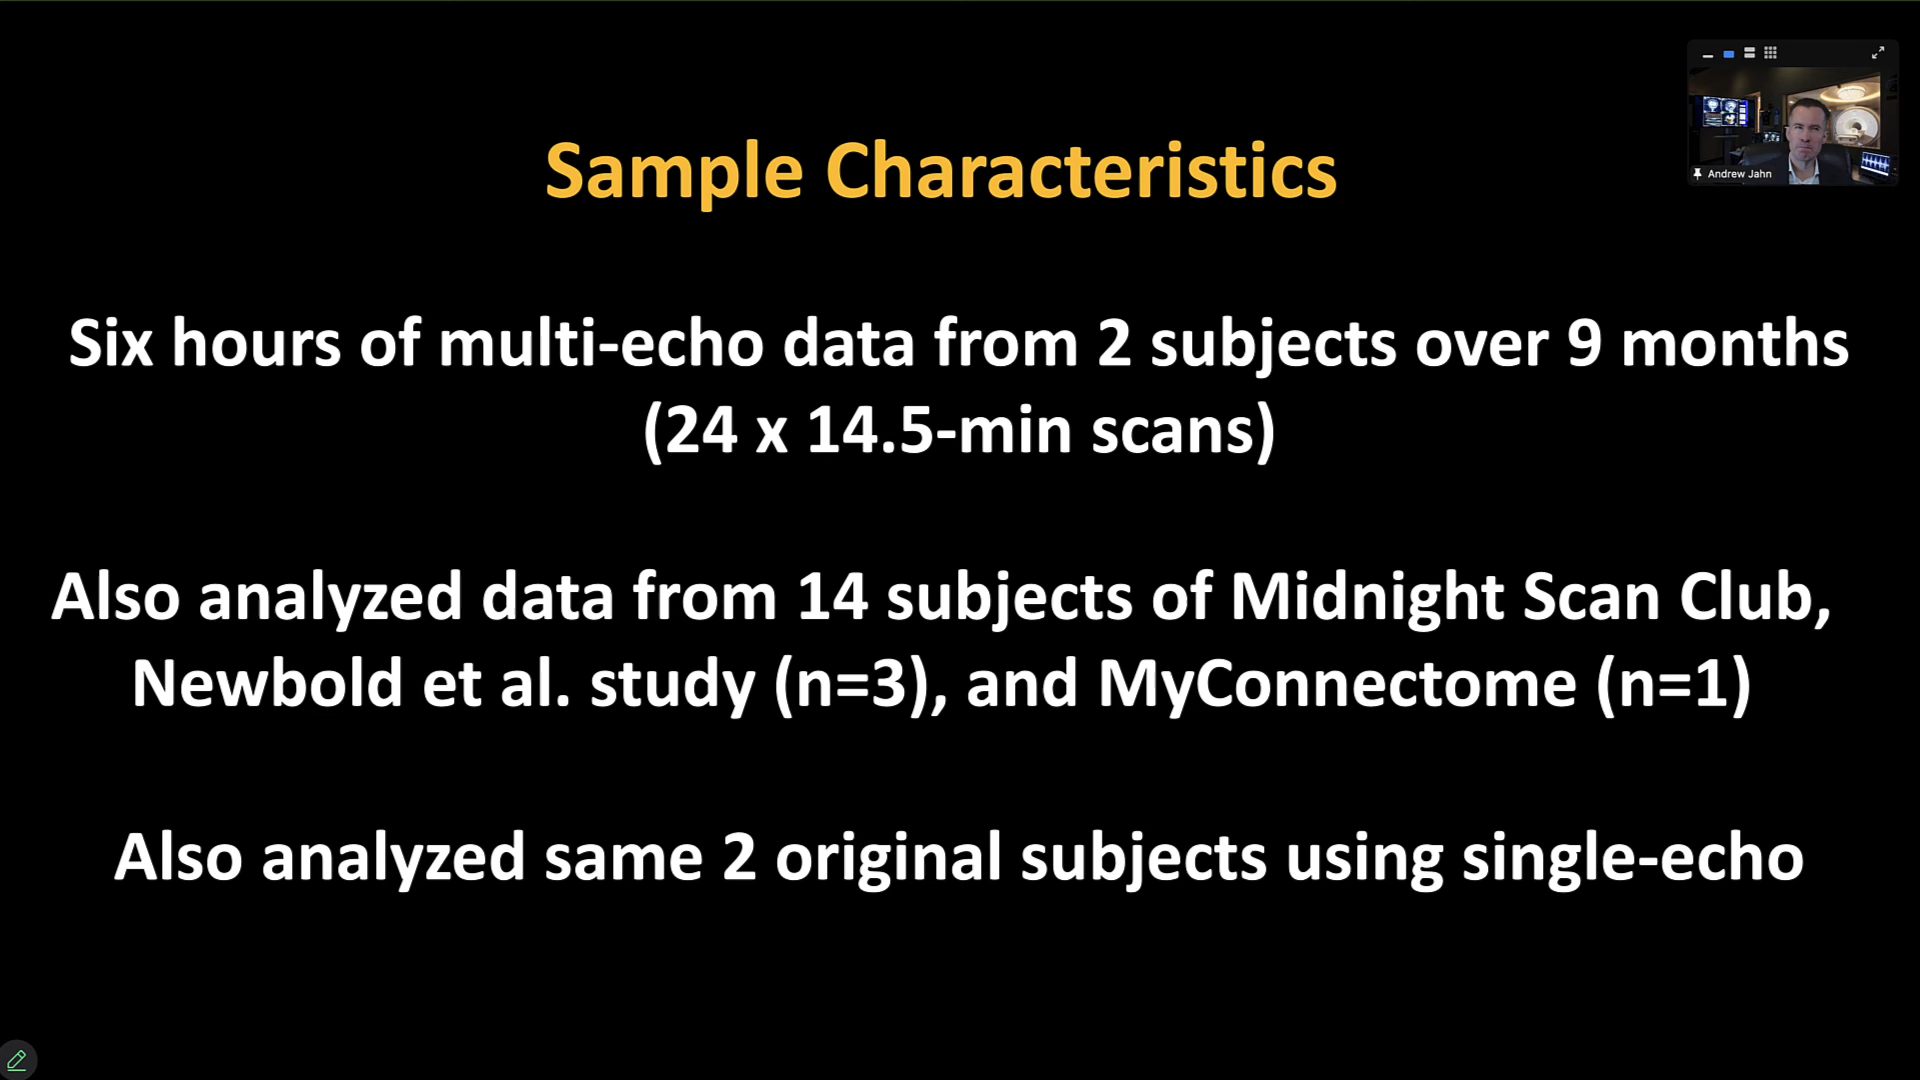 Sample Characteristics
Six hours of multi-echo data from 2 subjects over 9 months
(24 x 14.5-min scans)
Also analyzed data from 14 subjects of Midnight Scan Club,
Newbold et al. study (n=3), and MyConnectome (n=1)
Also analyzed same 2 original subjects using single-echo
Andrew Jahn